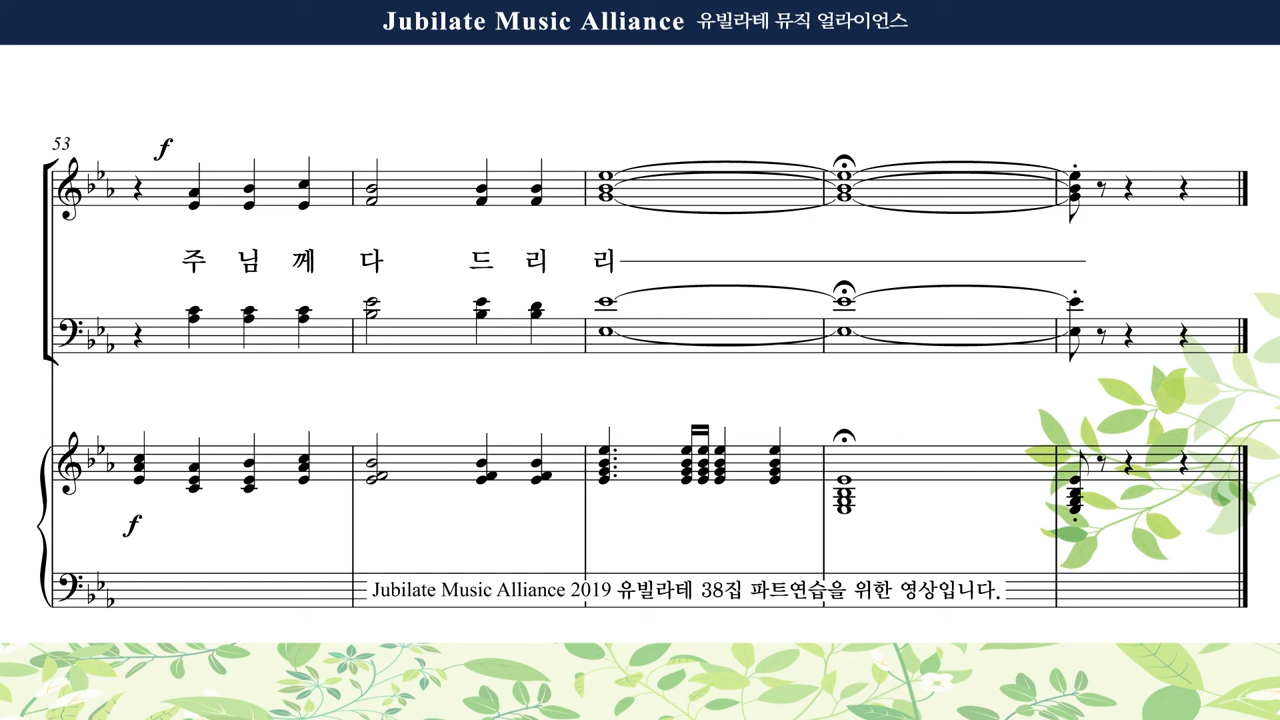 Jubilate Music Alliance 유빌라테 뮤직 얼라이언스
53
f
주 님 께 다 드 리 리
f
Jubilate Music Alliance 2019 유빌라테 38집 파트연습을 위한 영상입니다.